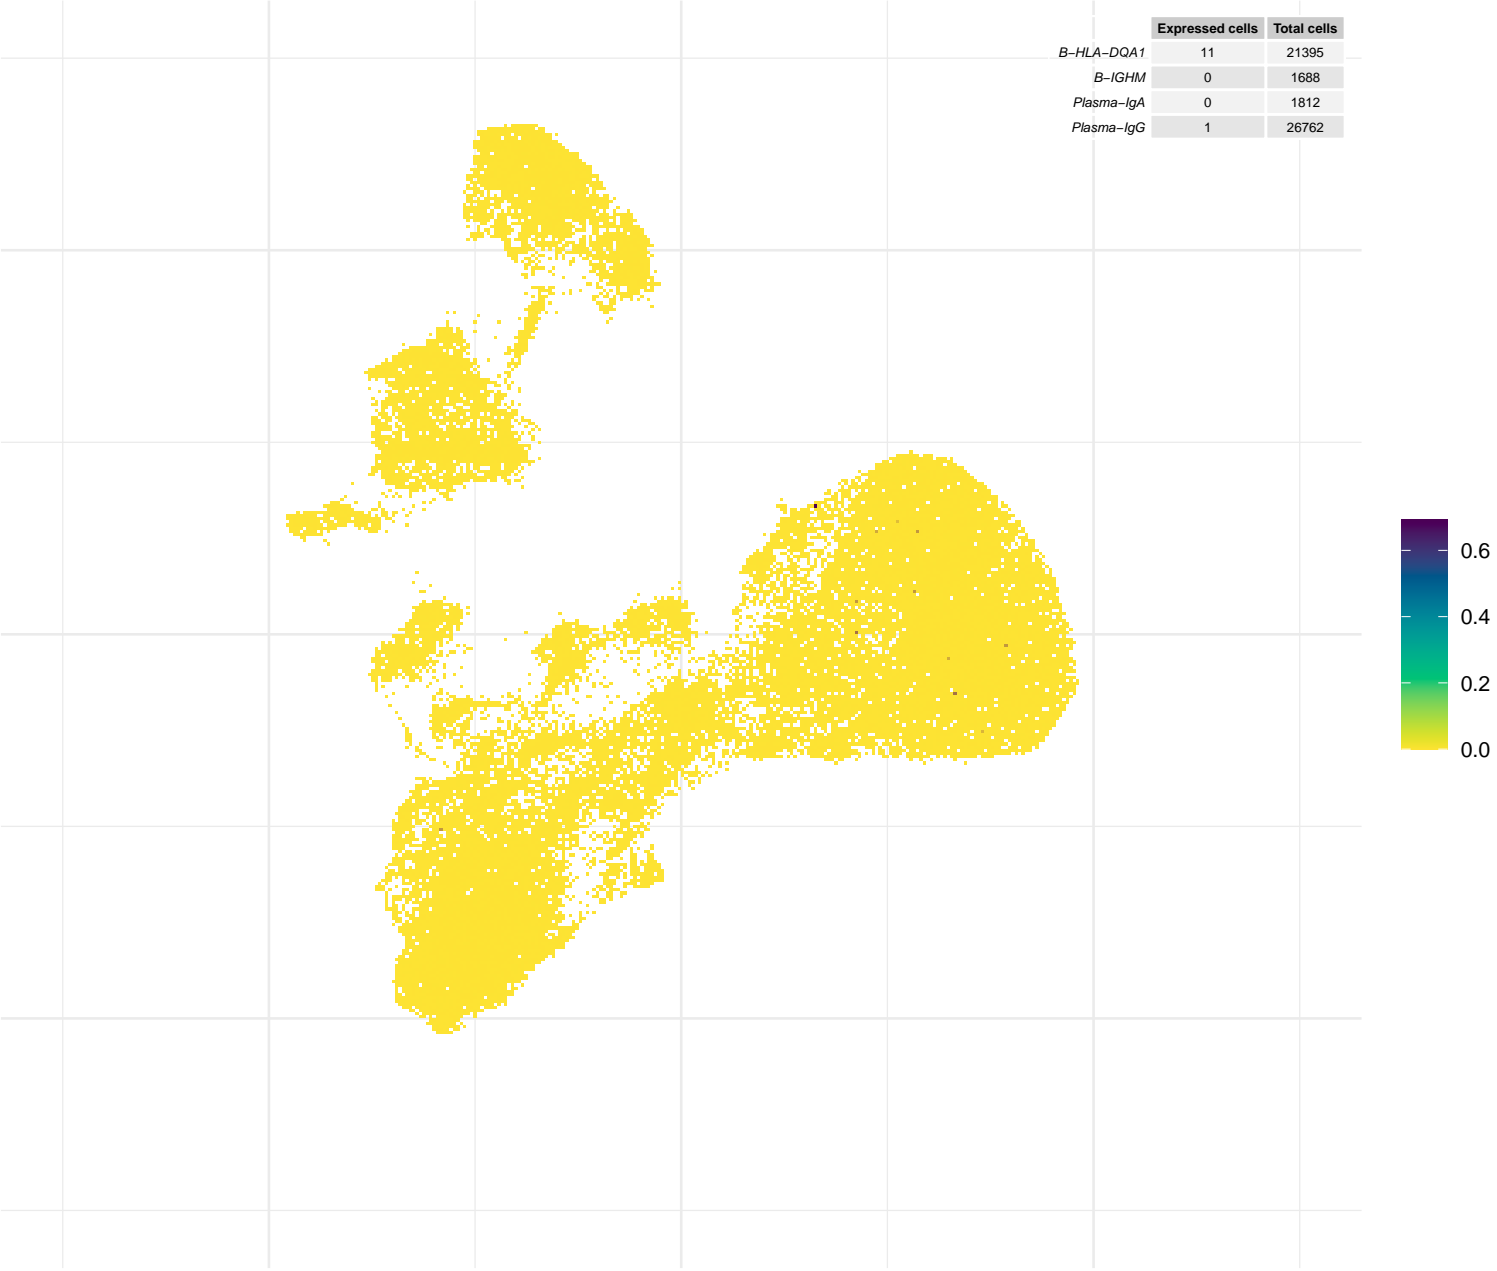 Expressed cells Total cells
B−HLA−DQA1 11 21395
B−IGHM 0 1688
Plasma−IgA 0 1812
Plasma−IgG 1 26762
0.6
0.4
0.2
0.0